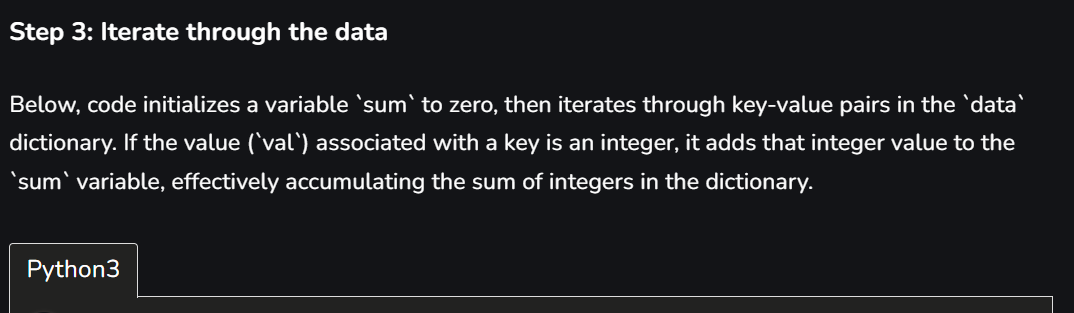 Step 3: Iterate through the data
Below, code initializes a variable `sum` to zero, then iterates through key-value pairs in the `data`
dictionary. If the value (`val`) associated with a key is an integer, it adds that integer value to the
`sum` variable, effectively accumulating the sum of integers in the dictionary.
Python3